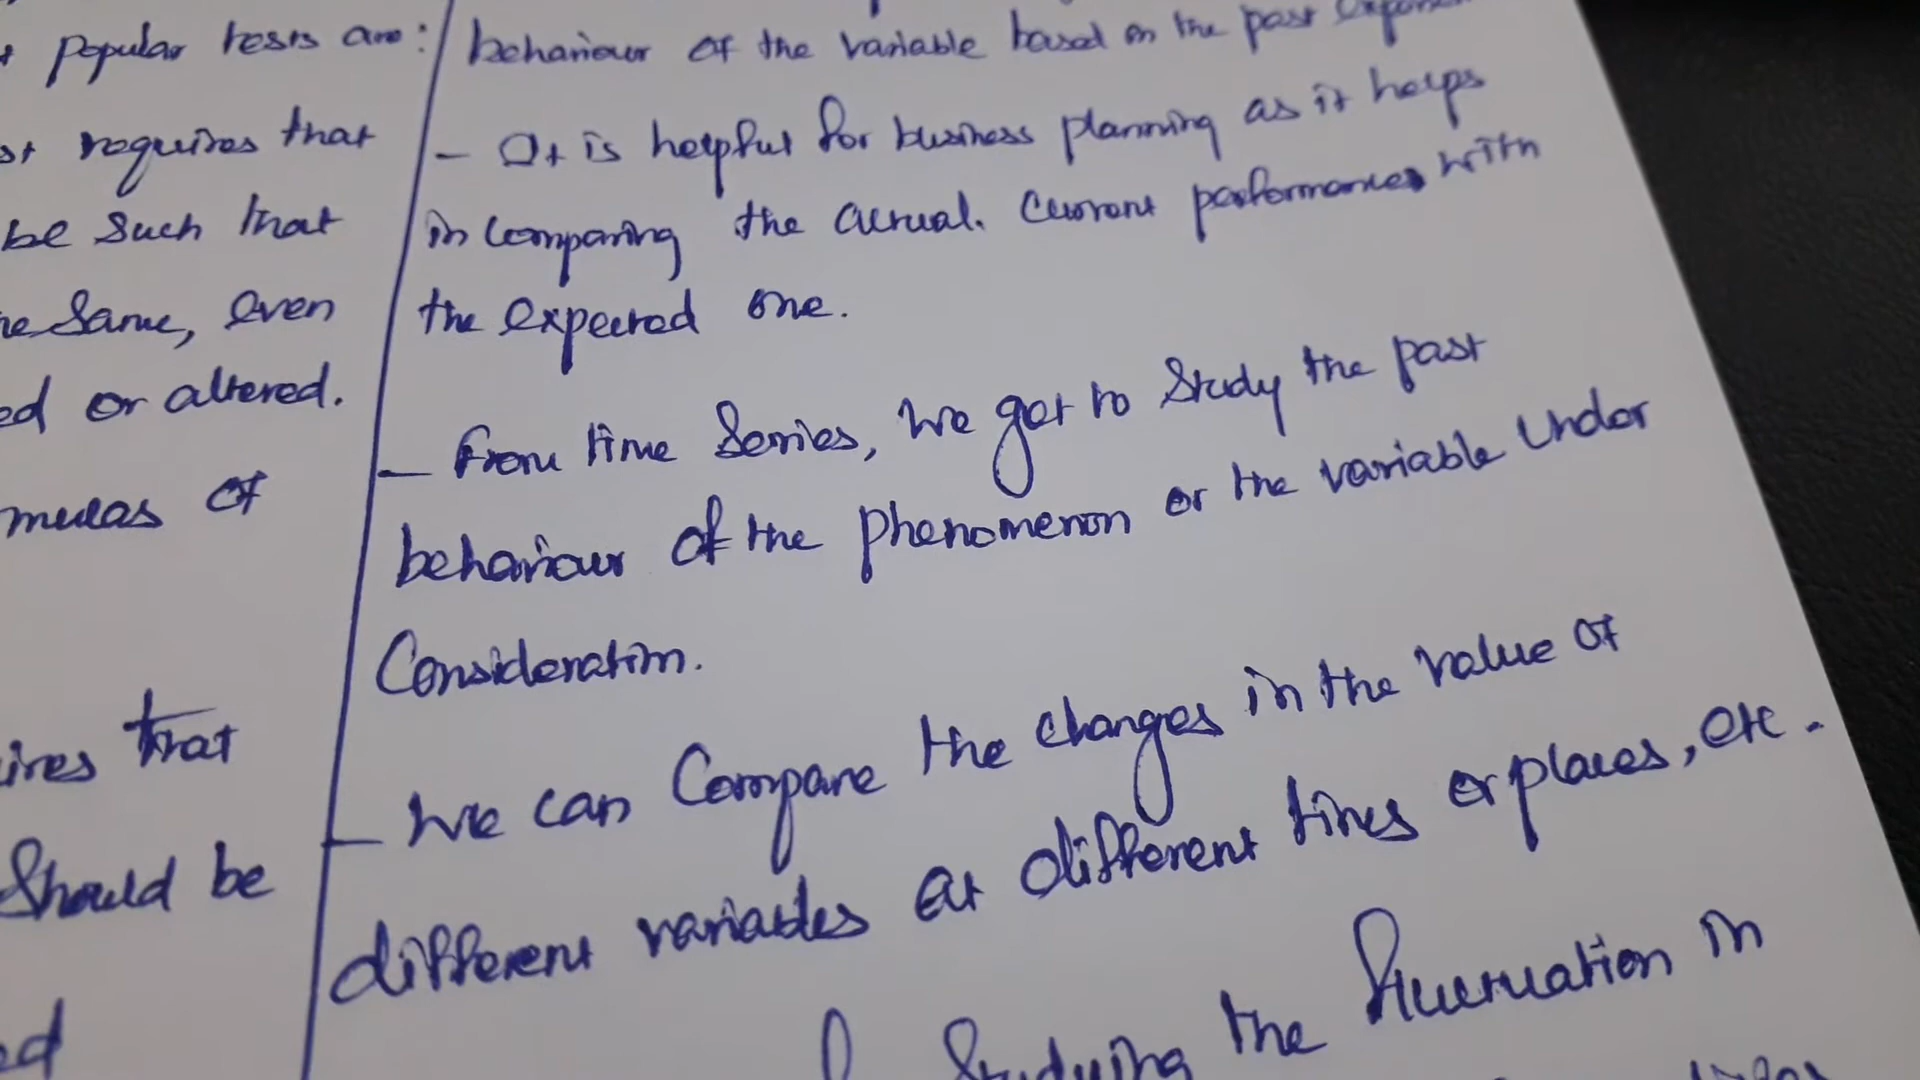 popular tests are:
requires that
be such that
same, even
or altered.
of
that
should be
behaviour of the variable based on the past
- It is helpful for business planning as it helps
in comparing the actual. Current performances with
the expected one.
- From time series, we get to study the past
behaviour of the phenomenon or the variable under
Consideration.
- We can Compare the changes in the value of
different variables at different times or places, etc.
Studying the fluctuation in